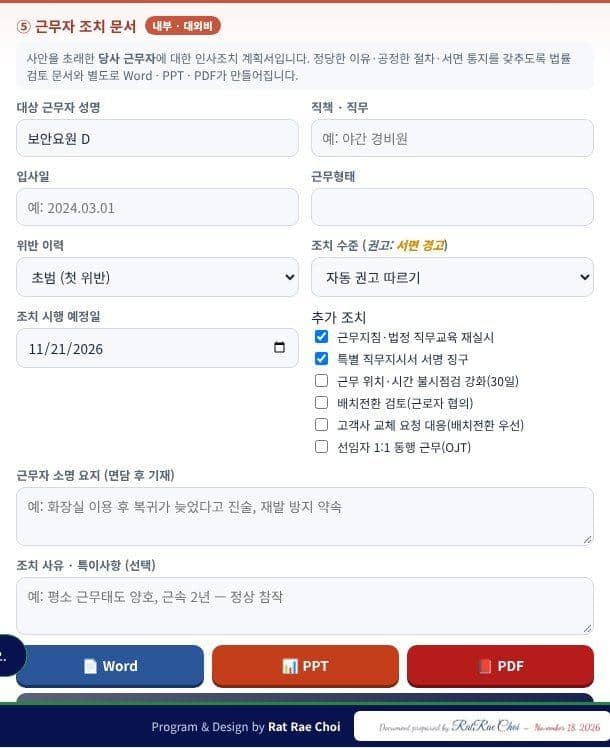 ⑤ 근무자 조치 문서 내부 · 대외비
사안을 초래한 당사 근무자에 대한 인사조치 계획서입니다. 정당한 이유·공정한 절차·서면 통지를 갖추도록 법률
검토 문서와 별도로 Word · PPT · PDF가 만들어집니다.
대상 근무자 성명
보안요원 D
직책 · 직무
예: 야간 경비원
입사일
예: 2024.03.01
근무형태
위반 이력
초범 (첫 위반)
조치 수준 (권고: 서면 경고)
자동 권고 따르기
조치 시행 예정일
11/21/2026
추가 조치
근무지침·법정 직무교육 재실시
특별 직무지시서 서명 징구
근무 위치·시간 불시점검 강화(30일)
배치전환 검토(근로자 협의)
고객사 교체 요청 대응(배치전환 우선)
선임자 1:1 동행 근무(OJT)
근무자 소명 요지 (면담 후 기재)
예: 화장실 이용 후 복귀가 늦었다고 진술, 재발 방지 약속
조치 사유 · 특이사항 (선택)
예: 평소 근무태도 양호, 근속 2년 — 정상 참작
Word
PPT
PDF
Program & Design by Rat Rae Choi
Document prepared by RatRae Choi — November 18, 2026